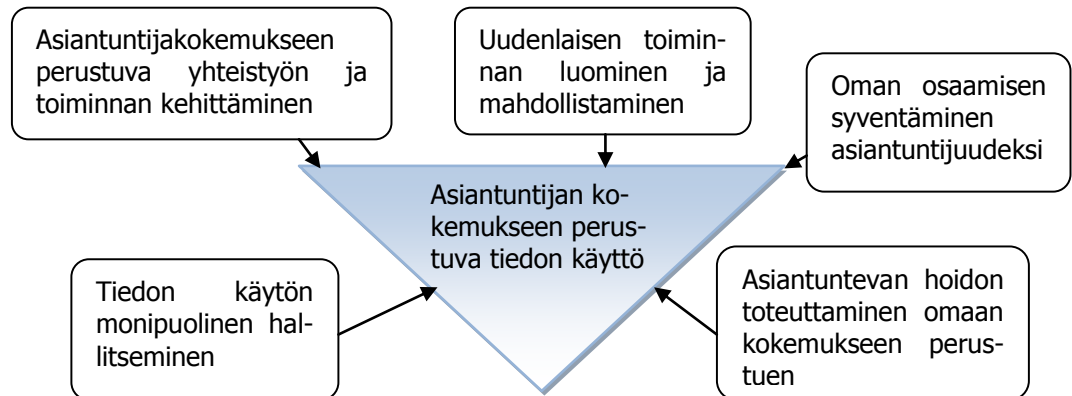 Asiantuntijakokemukseen
perustuva yhteistyön ja
toiminnan kehittäminen
Uudenlaisen toimin-
nan luominen ja
mahdollistaminen
Oman osaamisen
syventäminen
asiantuntijuudeksi
Asiantuntijan ko-
kemukseen perus-
tuva tiedon käyttö
Tiedon käytön
monipuolinen hal-
litseminen
Asiantuntevan hoidon
toteuttaminen omaan
kokemukseen perus-
tuen